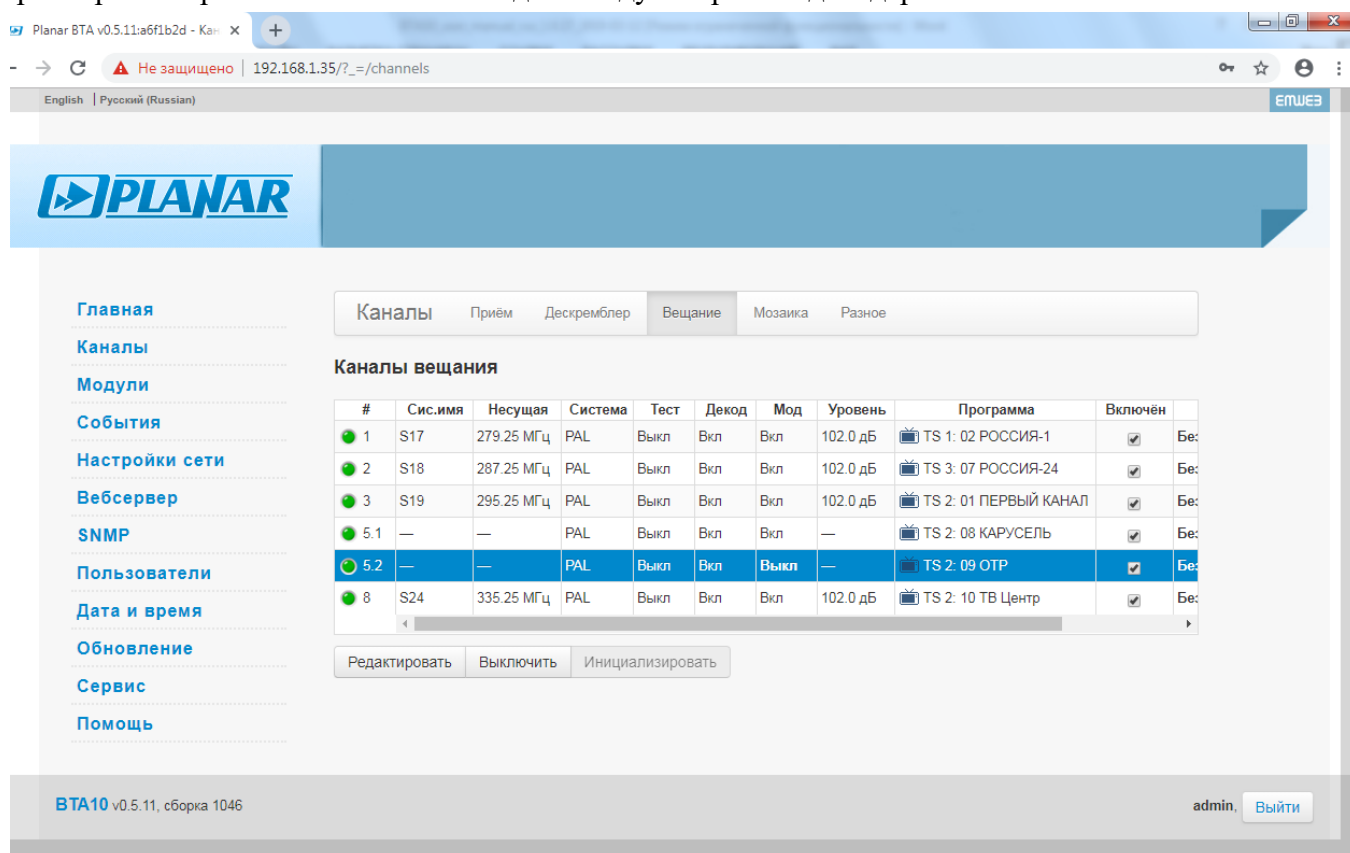 Planar BTA v0.5.11:a6f1b2d - Ка
Не защищено | 192.168.1.35/?_=/channels
English | Русский (Russian)
EMWEB
PLANAR
Главная
Каналы
Модули
События
Настройки сети
Вебсервер
SNMP
Пользователи
Дата и время
Обновление
Сервис
Помощь
Каналы Приём Дескремблер Вещание Мозаика Разное
Каналы вещания
# Сис.имя Несущая Система Тест Декод Мод Уровень Программа Включён
1 S17 279.25 МГц PAL Выкл Вкл Вкл 102.0 дБ TS 1: 02 РОССИЯ-1 Без
2 S18 287.25 МГц PAL Выкл Вкл Вкл 102.0 дБ TS 3: 07 РОССИЯ-24 Без
3 S19 295.25 МГц PAL Выкл Вкл Вкл 102.0 дБ TS 2: 01 ПЕРВЫЙ КАНАЛ Без
5.1 — — PAL Выкл Вкл Вкл — TS 2: 08 КАРУСЕЛЬ Без
5.2 — — PAL Выкл Вкл Выкл — TS 2: 09 ОТР Без
8 S24 335.25 МГц PAL Выкл Вкл Вкл 102.0 дБ TS 2: 10 ТВ Центр Без
Редактировать Выключить Инициализировать
BTA10 v0.5.11, сборка 1046
admin, Выйти